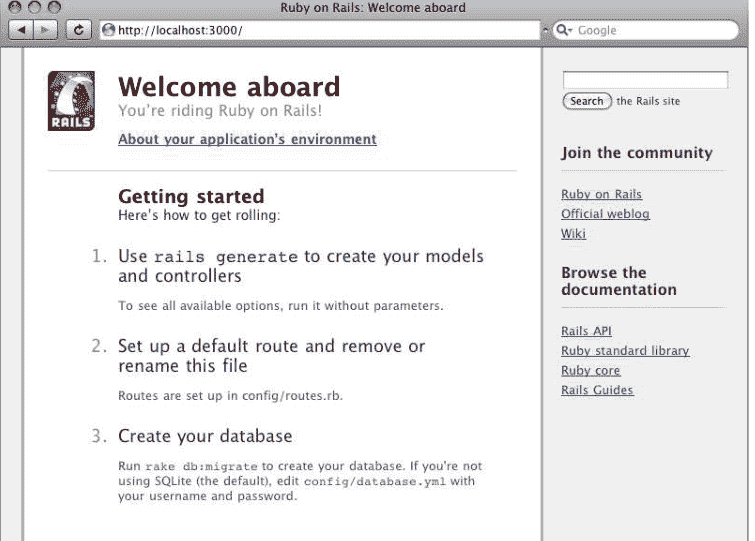 Ruby on Rails: Welcome aboard
http://localhost:3000/
Google
RAILS
Welcome aboard
You're riding Ruby on Rails!
About your application's environment
Getting started
Here's how to get rolling:
1. Use rails generate to create your models
and controllers
To see all available options, run it without parameters.
2. Set up a default route and remove or
rename this file
Routes are set up in config/routes.rb.
3. Create your database
Run rake db:migrate to create your database. If you're not
using SQLite (the default), edit config/database.yml with
your username and password.
Search the Rails site
Join the community
Ruby on Rails
Official weblog
Wiki
Browse the
documentation
Rails API
Ruby standard library
Ruby core
Rails Guides